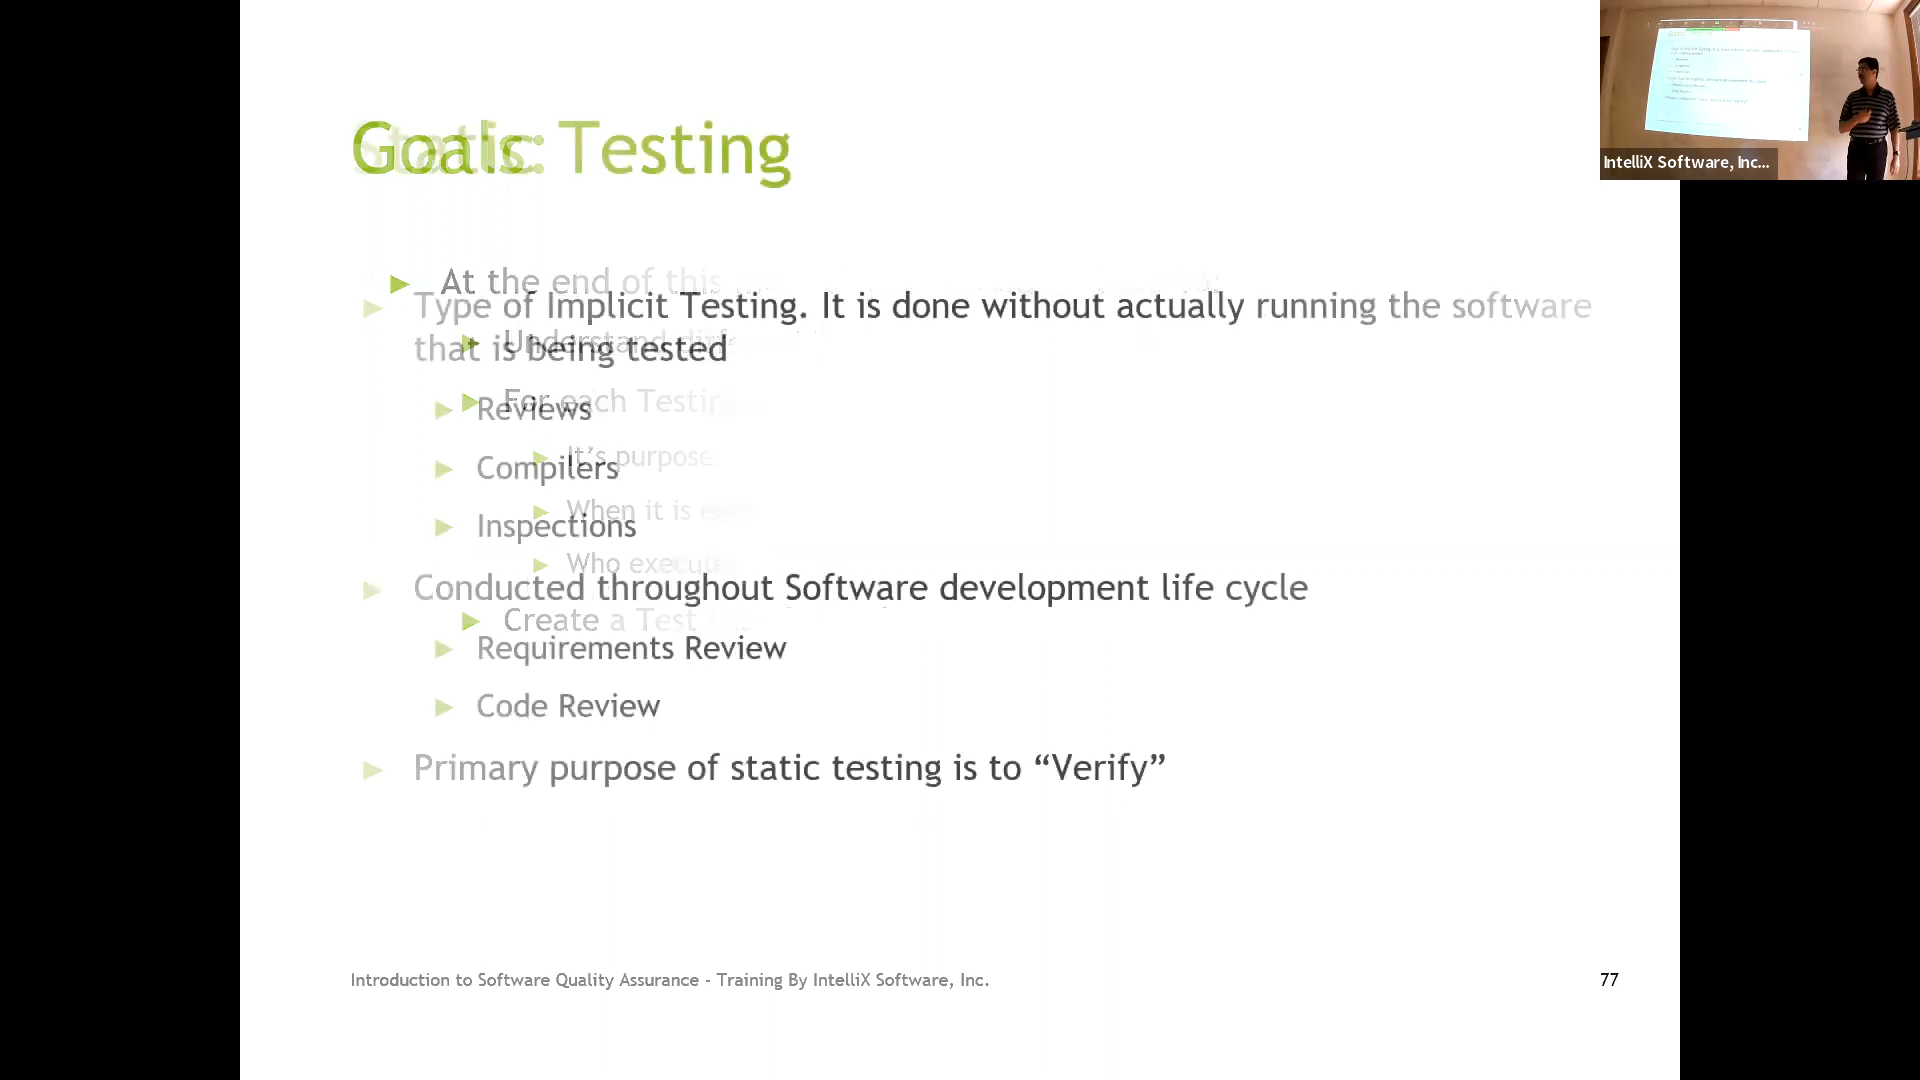 Goals:
Static Testing
At the end of this
Type of Implicit Testing. It is done without actually running the software
that is being tested
Understand
For each Testing
Reviews
It's purpose
Compilers
When it is
Inspections
Who
Conducted throughout Software development life cycle
Create a Test
Requirements Review
Code Review
Primary purpose of static testing is to “Verify”
Introduction to Software Quality Assurance - Training By IntelliX Software, Inc.
77
IntelliX Software, Inc...